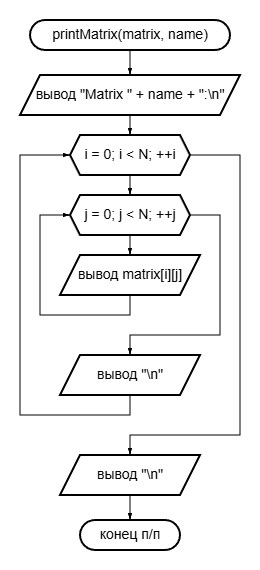 printMatrix(matrix, name)
вывод "Matrix " + name + ":\n"
i = 0; i < N; ++i
j = 0; j < N; ++j
вывод matrix[i][j]
вывод "\n"
вывод "\n"
конец п/п